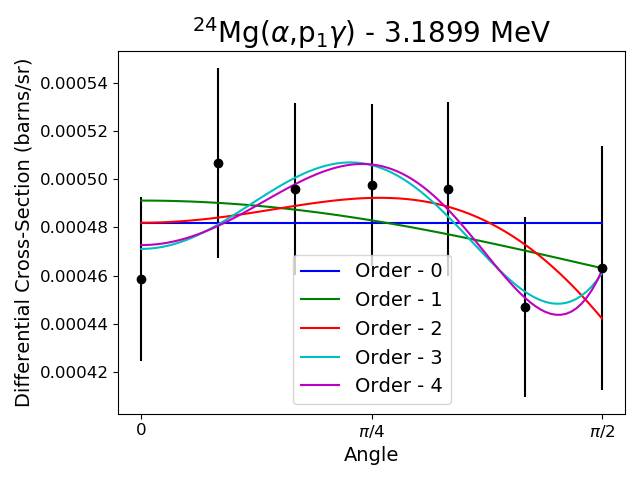 ²⁴Mg(α,p₁γ) - 3.1899 MeV
Differential Cross-Section (barns/sr)
0.00054
0.00052
0.00050
0.00048
0.00046
0.00044
0.00042
Order - 0
Order - 1
Order - 2
Order - 3
Order - 4
0 π/4 π/2
Angle